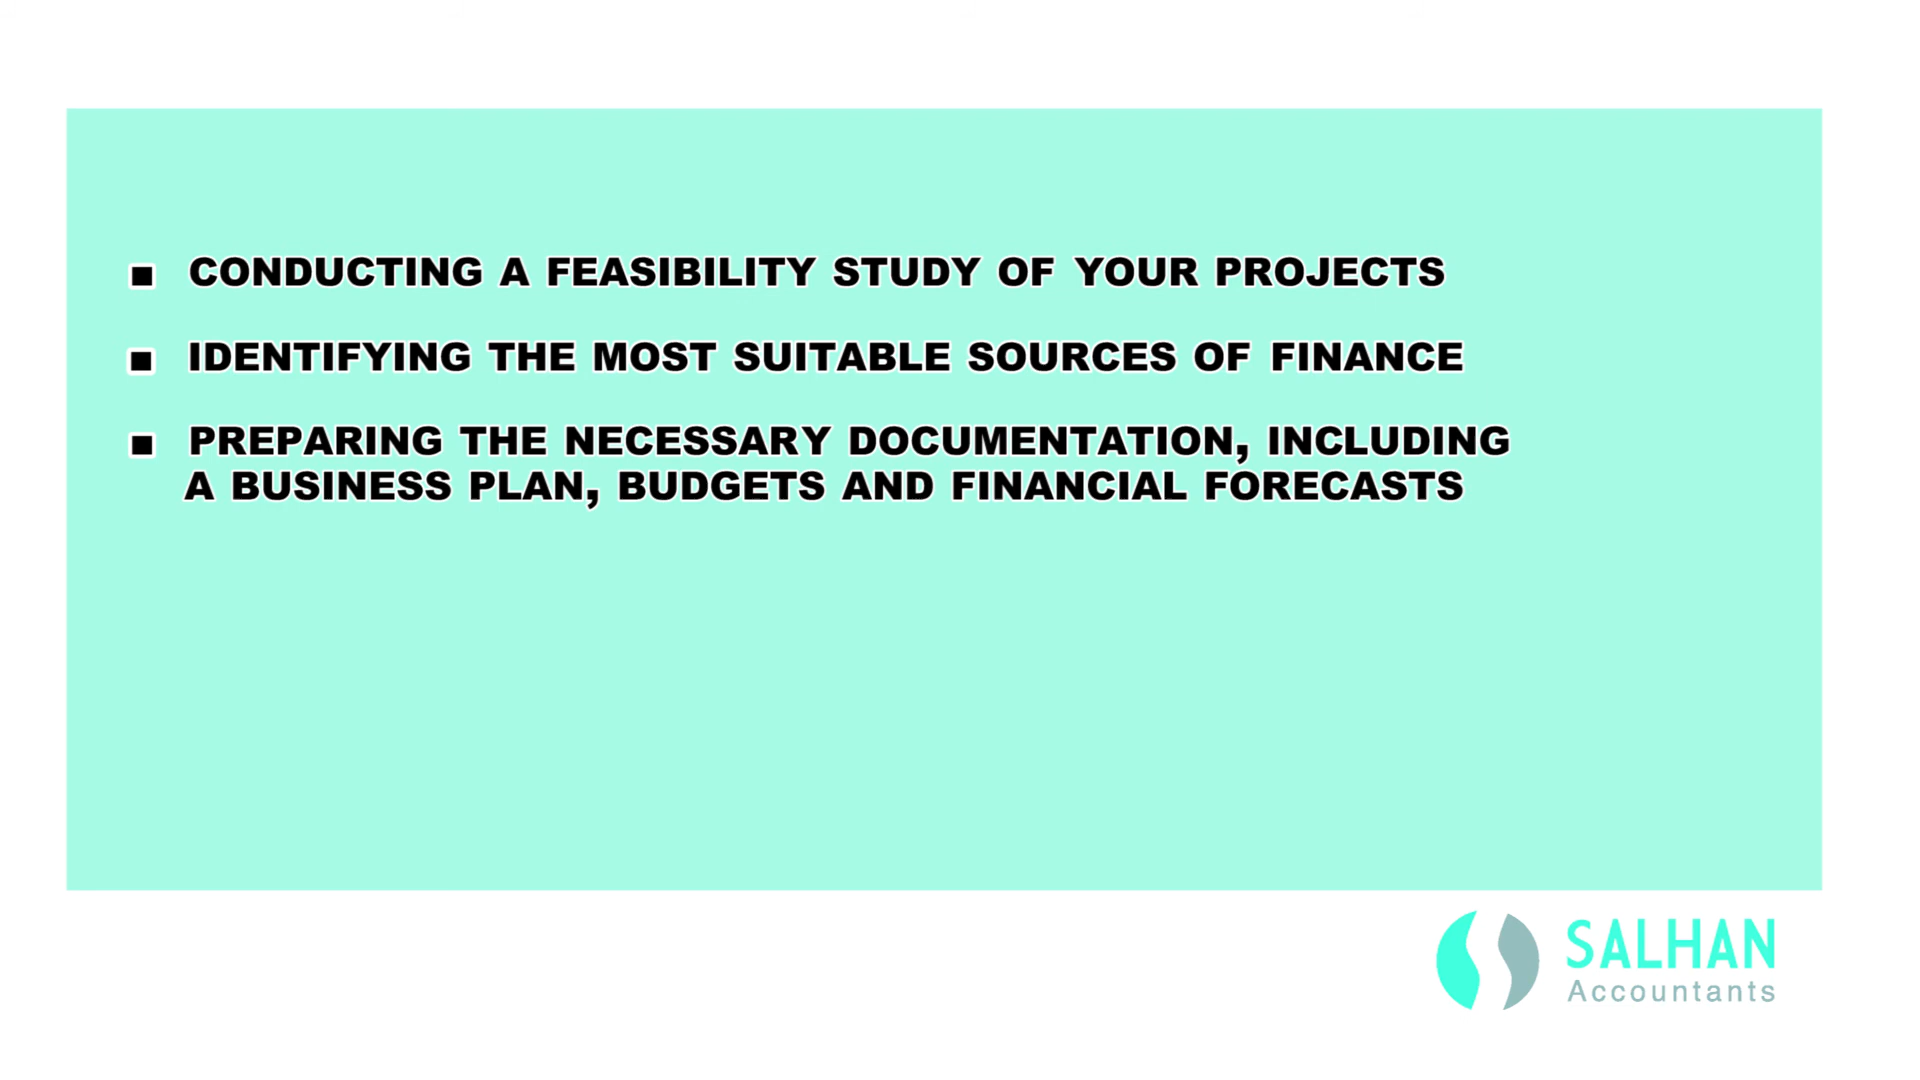 ▪ CONDUCTING A FEASIBILITY STUDY OF YOUR PROJECTS
▪ IDENTIFYING THE MOST SUITABLE SOURCES OF FINANCE
▪ PREPARING THE NECESSARY DOCUMENTATION, INCLUDING
A BUSINESS PLAN, BUDGETS AND FINANCIAL FORECASTS
SALHAN
Accountants